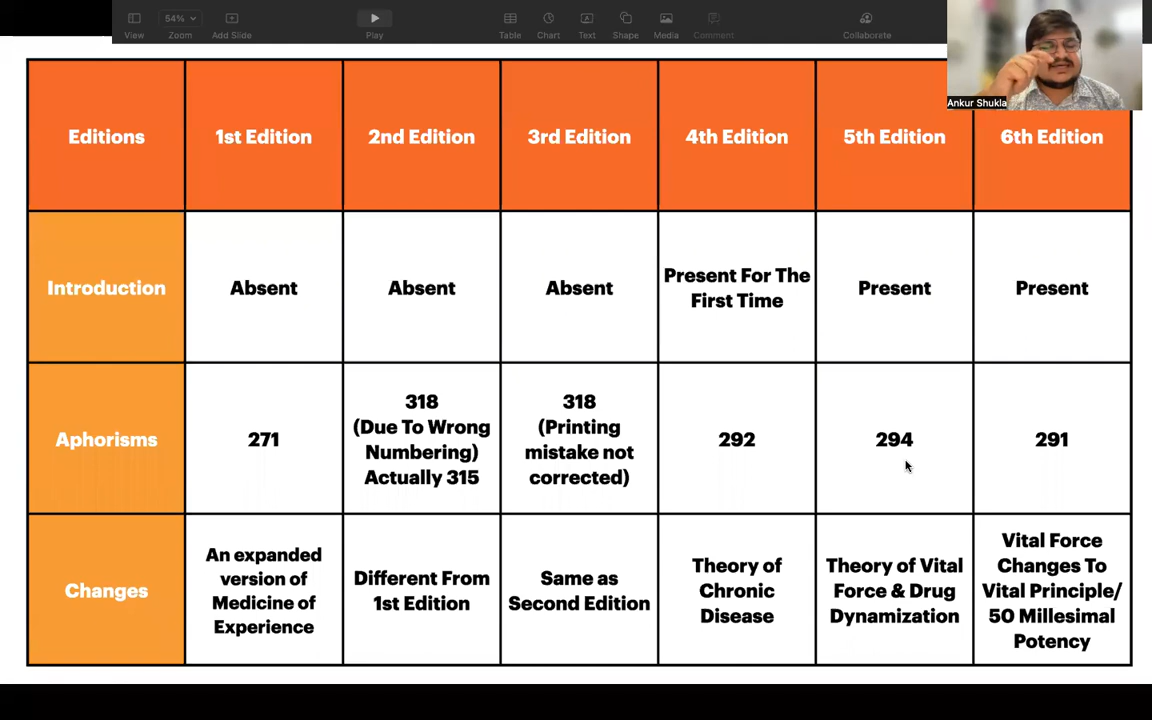 54%
View
Zoom
Add Slide
Play
Table
Chart
Text
Shape
Media
Comment
Collaborate
Ankur Shukla
Editions
1st Edition
2nd Edition
3rd Edition
4th Edition
5th Edition
6th Edition
Introduction
Absent
Absent
Absent
Present For The
First Time
Present
Present
Aphorisms
271
318
(Due To Wrong
Numbering)
Actually 315
318
(Printing
mistake not
corrected)
292
294
291
Changes
An expanded
version of
Medicine of
Experience
Different From
1st Edition
Same as
Second Edition
Theory of
Chronic
Disease
Theory of Vital
Force & Drug
Dynamization
Vital Force
Changes To
Vital Principle/
50 Millesimal
Potency